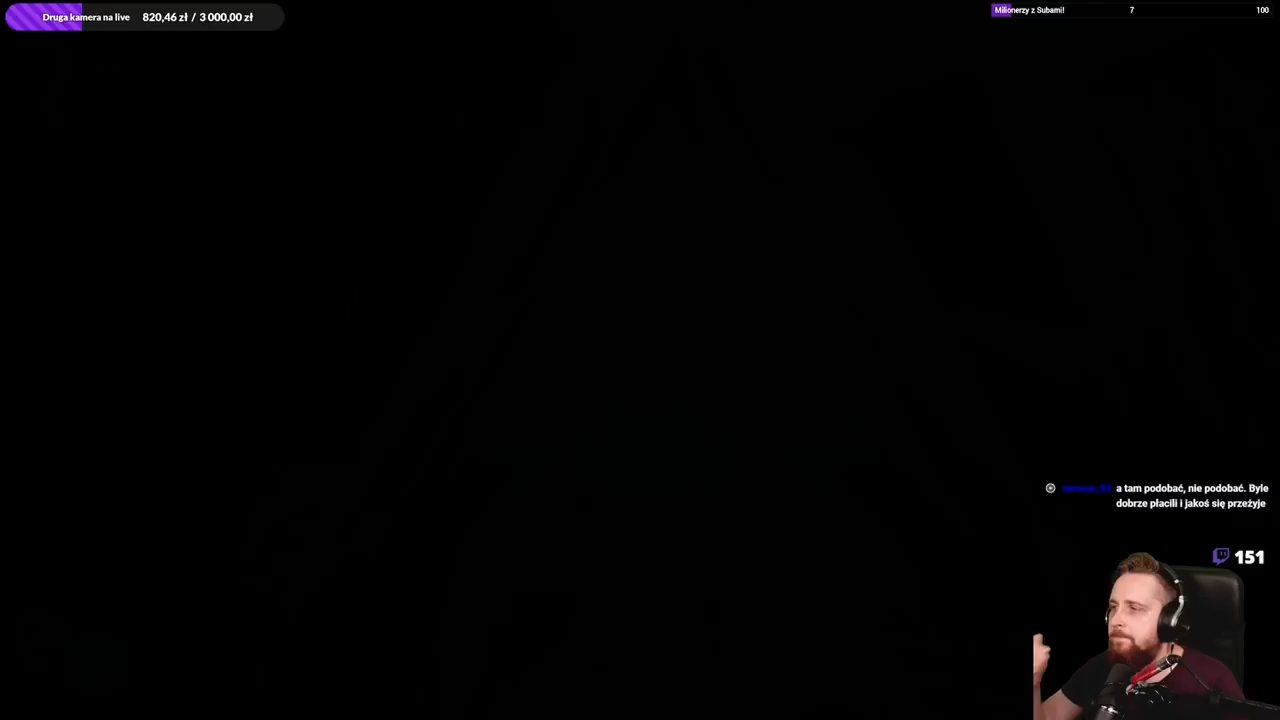 Druga kamera na live 820,46 zł / 3 000,00 zł
Milionerzy z Subami! 7 100
a tam podobać, nie podobać. Byle
dobrze płacili i jakoś się przeżyje
151